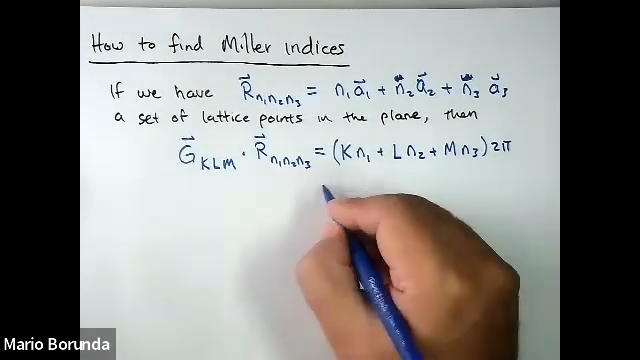 How to find Miller indices
If we have R⃗n₁n₂n₃ = n₁a⃗₁ + n₂a⃗₂ + n₃a⃗₃
a set of lattice points in the plane, then
G⃗KLM · R⃗n₁n₂n₃ = (Kn₁ + Ln₂ + Mn₃)2π
Mario Borunda